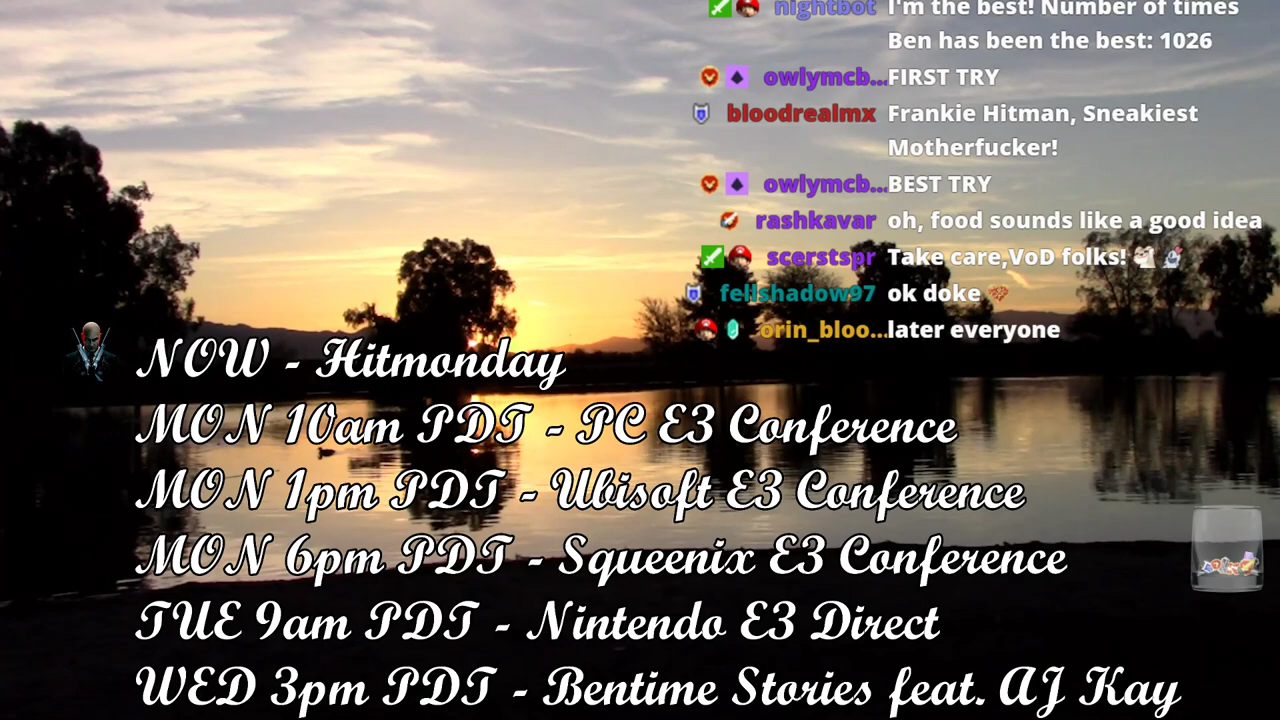 nightbot I'm the best! Number of times
Ben has been the best: 1026
owlymcb... FIRST TRY
bloodrealmx Frankie Hitman, Sneakiest
Motherfucker!
owlymcb... BEST TRY
rashkavar oh, food sounds like a good idea
scerstspr Take care,VoD folks!
fellshadow97 ok doke
orin_bloo... later everyone
NOW - Hitmonday
MON 10am PDT - PC E3 Conference
MON 1pm PDT - Ubisoft E3 Conference
MON 6pm PDT - Squeenix E3 Conference
TUE 9am PDT - Nintendo E3 Direct
WED 3pm PDT - Bentime Stories feat. AJ Kay